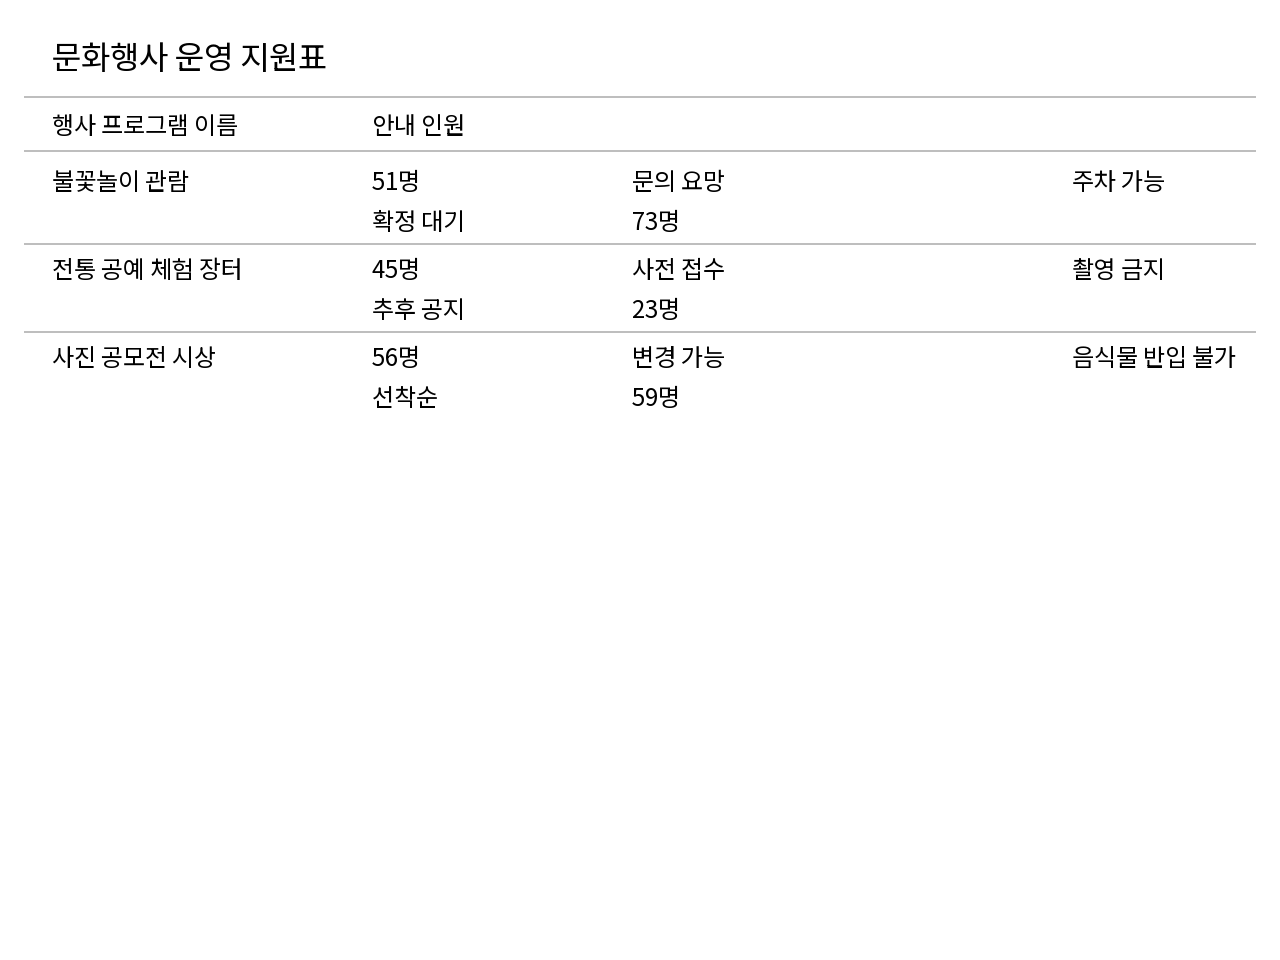 문화행사 운영 지원표
행사 프로그램 이름 안내 인원
불꽃놀이 관람 51명 문의 요망 주차 가능
확정 대기 73명
전통 공예 체험 장터 45명 사전 접수 촬영 금지
추후 공지 23명
사진 공모전 시상 56명 변경 가능 음식물 반입 불가
선착순 59명